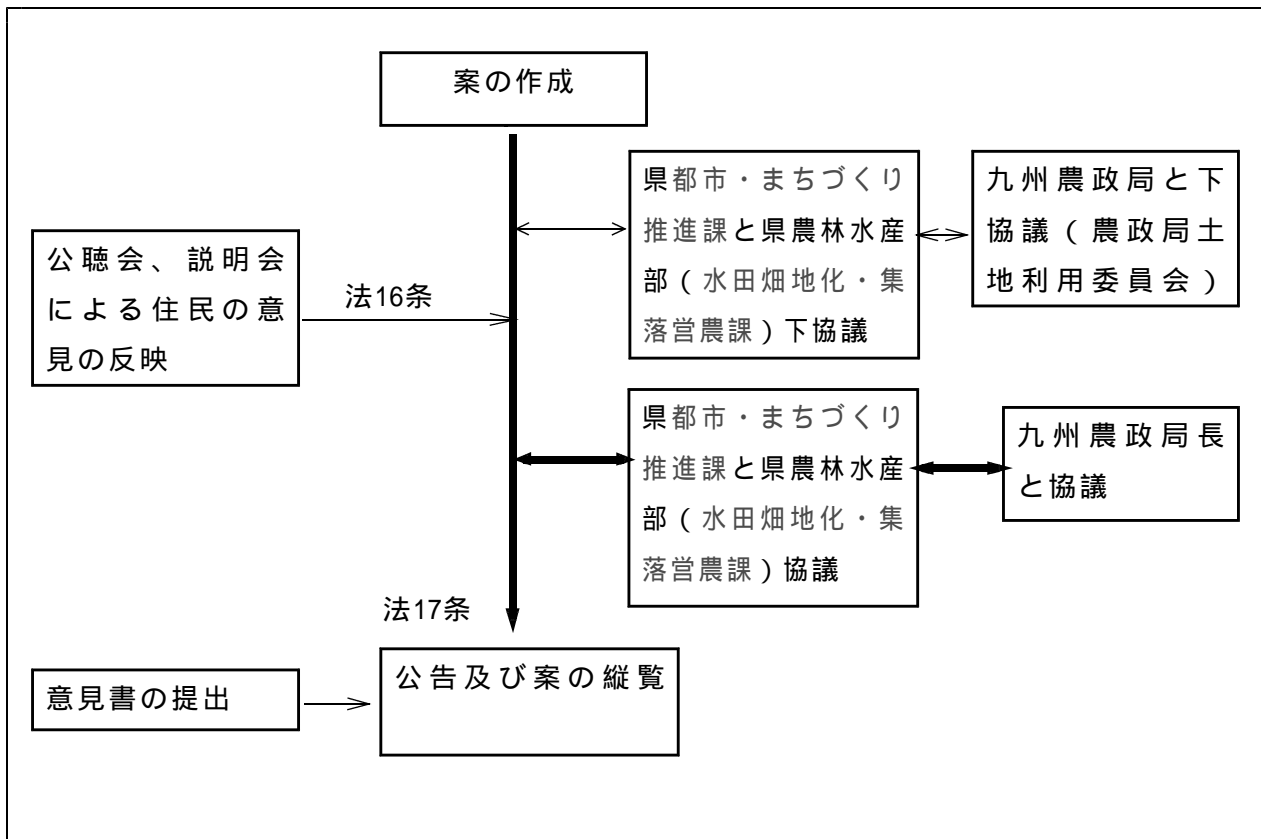 案の作成
県都市・まちづくり
推進課と県農林水産
部（水田畑地化・集
落営農課）下協議
九州農政局と下
協議（農政局土
地利用委員会）
公聴会、説明会
による住民の意
見の反映
法16条
県都市・まちづくり
推進課と県農林水産
部（水田畑地化・集
落営農課）協議
九州農政局長
と協議
法17条
公告及び案の縦覧
意見書の提出